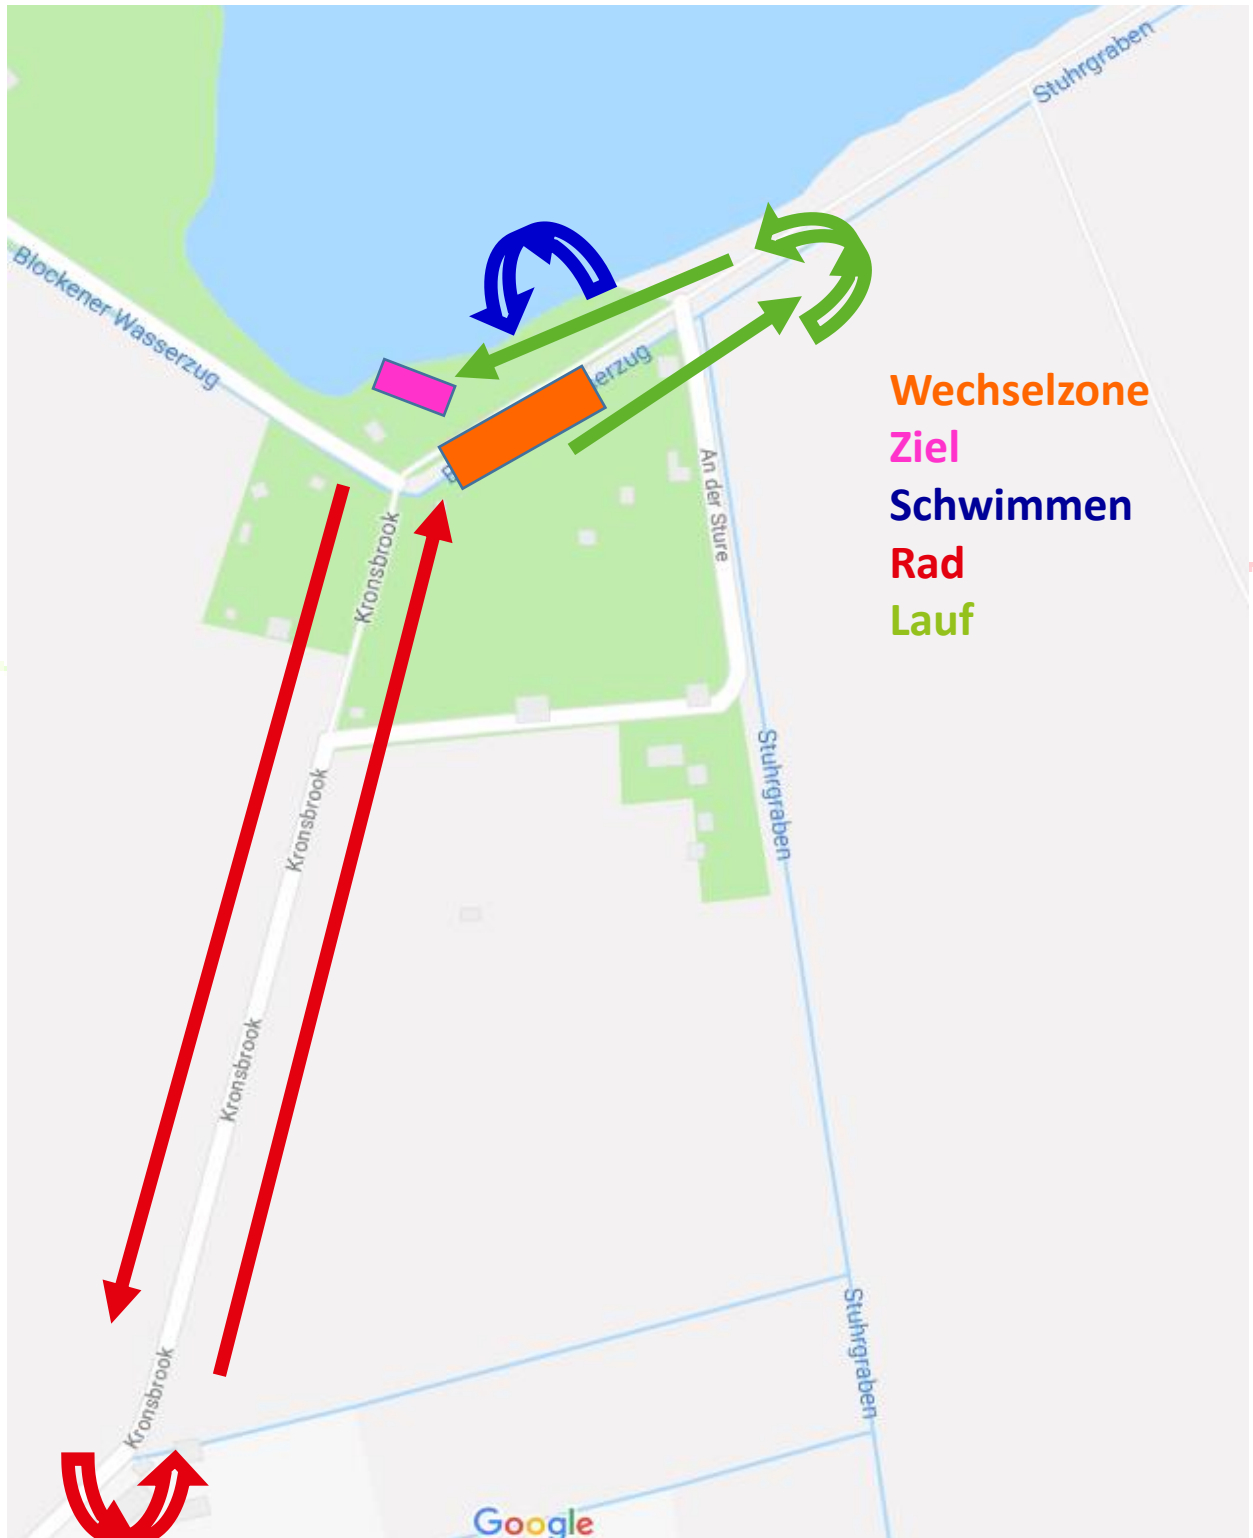 Stuhrgraben
Blockener Wasserzug
erzug
Wechselzone
Ziel
Schwimmen
Rad
Lauf
An der Sture
Kronsbrook
Stuhrgraben
Kronsbrook
Kronsbrook
Stuhrgraben
Kronsbrook
Google